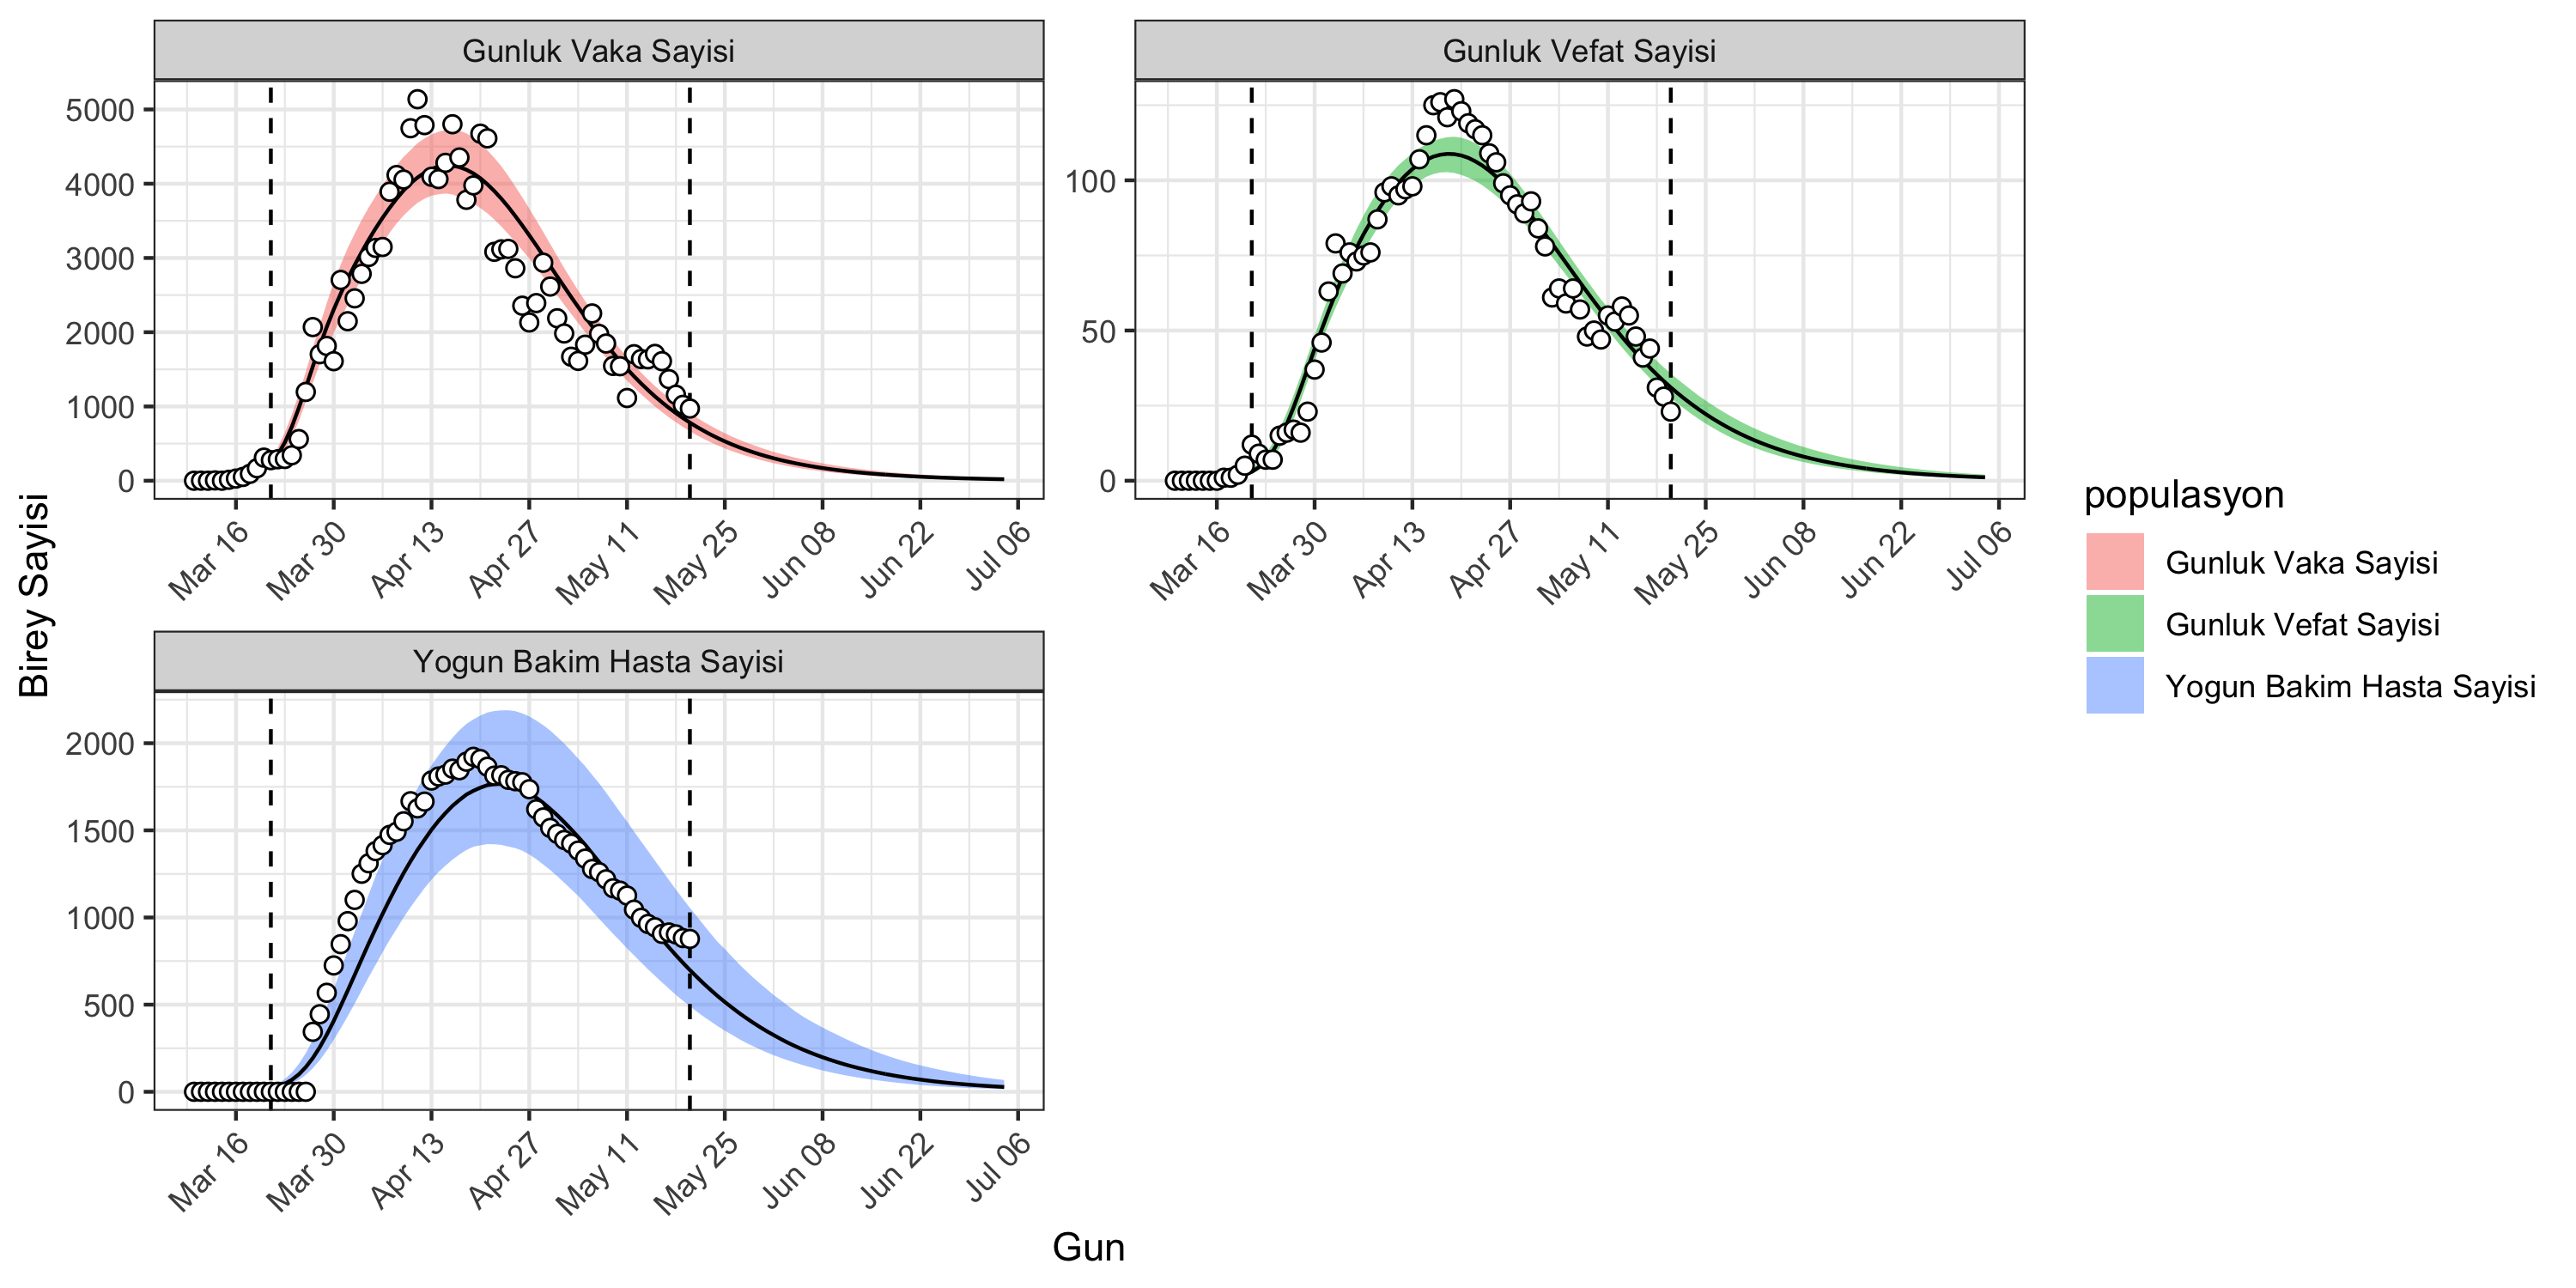 Gunluk Vaka Sayisi
Gunluk Vefat Sayisi
5000
4000
3000
2000
1000
0
100
50
0
Mar 16
Mar 30
Apr 13
Apr 27
May 11
May 25
Jun 08
Jun 22
Jul 06
Mar 16
Mar 30
Apr 13
Apr 27
May 11
May 25
Jun 08
Jun 22
Jul 06
Birey Sayisi
Yogun Bakim Hasta Sayisi
2000
1500
1000
500
0
Mar 16
Mar 30
Apr 13
Apr 27
May 11
May 25
Jun 08
Jun 22
Jul 06
Gun
populasyon
Gunluk Vaka Sayisi
Gunluk Vefat Sayisi
Yogun Bakim Hasta Sayisi